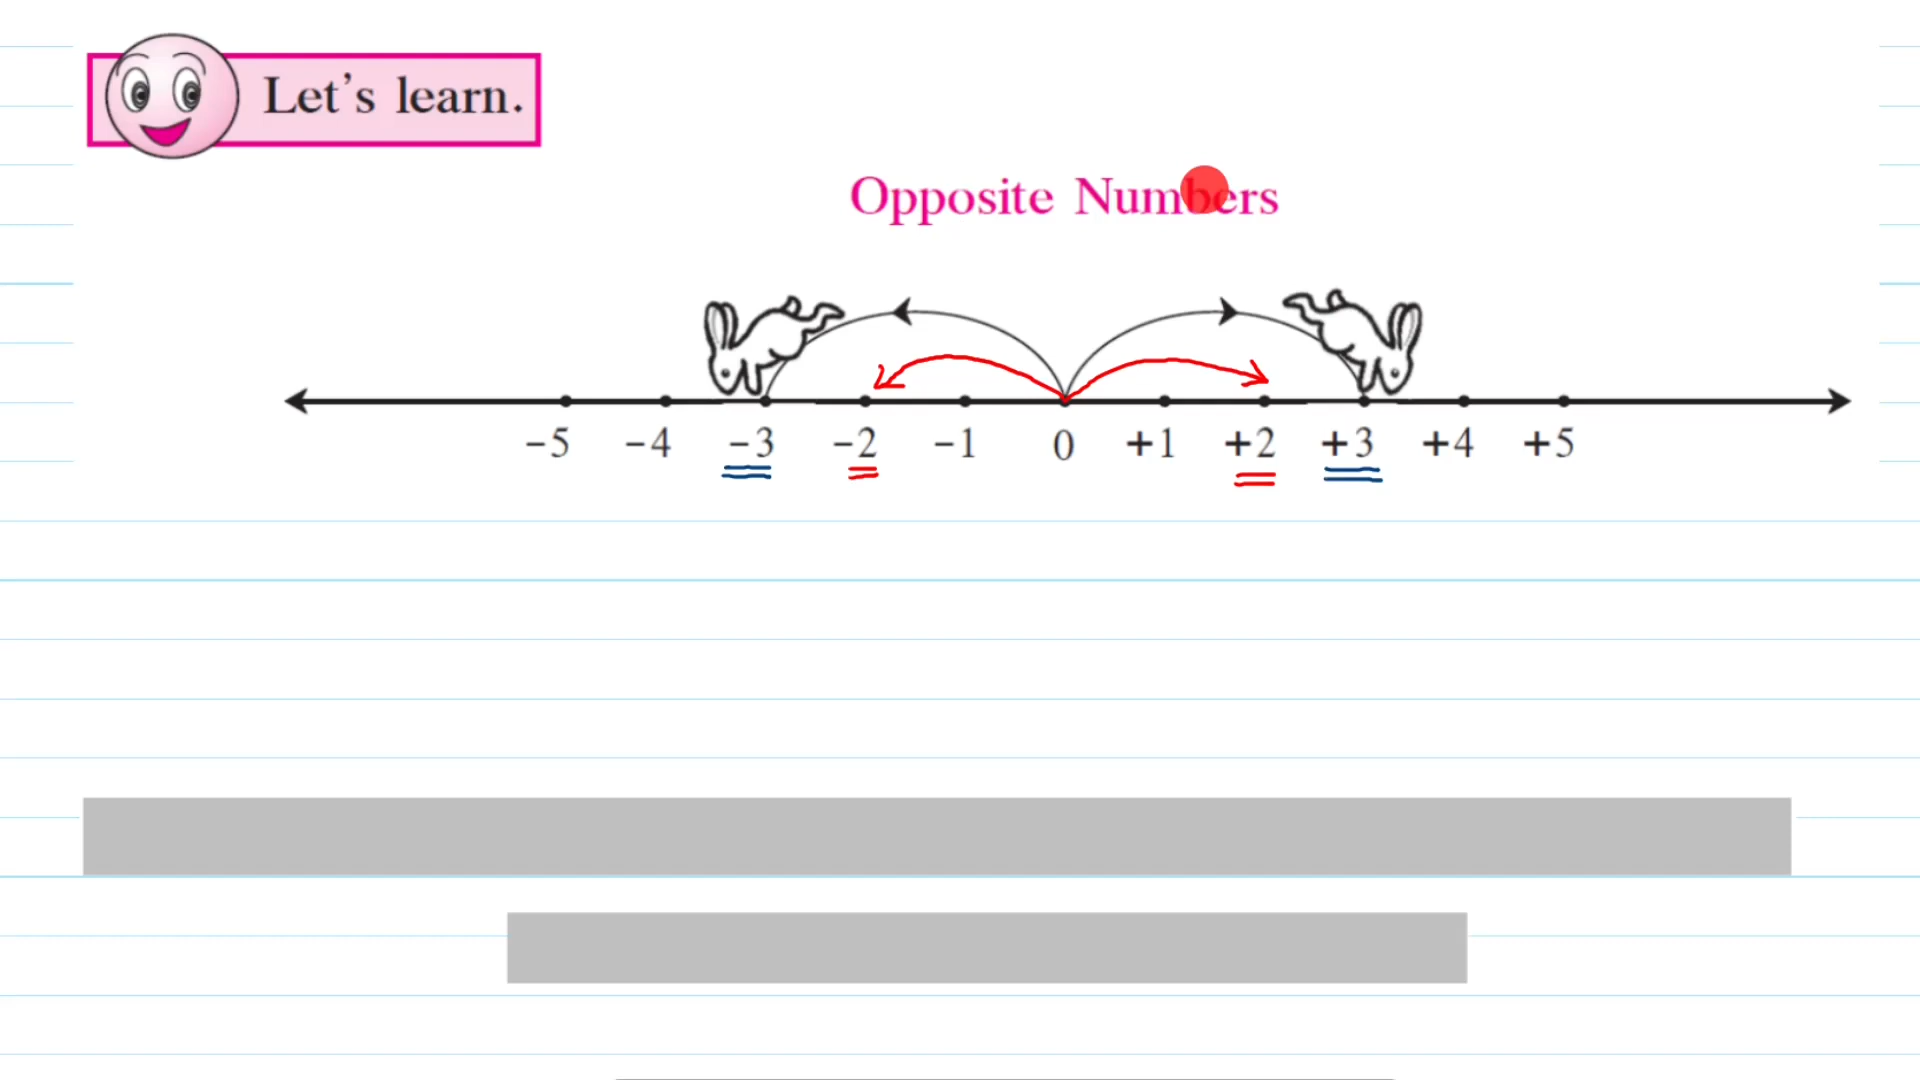 Let's learn.
Opposite Numbers
−5 −4 −3 −2 −1 0 +1 +2 +3 +4 +5